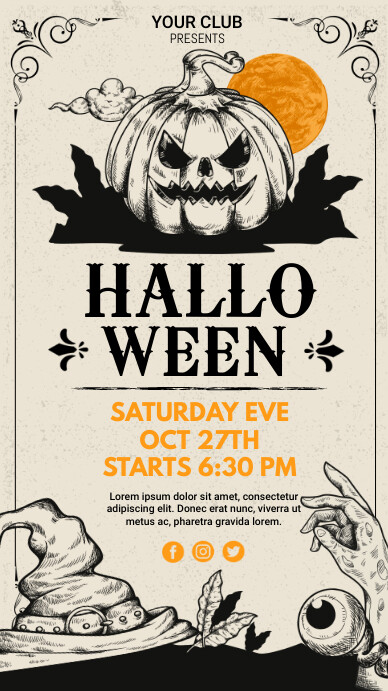 YOUR CLUB
PRESENTS
HALLO
WEEN
SATURDAY EVE
OCT 27TH
STARTS 6:30 PM
Lorem ipsum dolor sit amet, consectetur
adipiscing elit. Donec erat nunc, viverra ut
metus ac, pharetra gravida lorem.